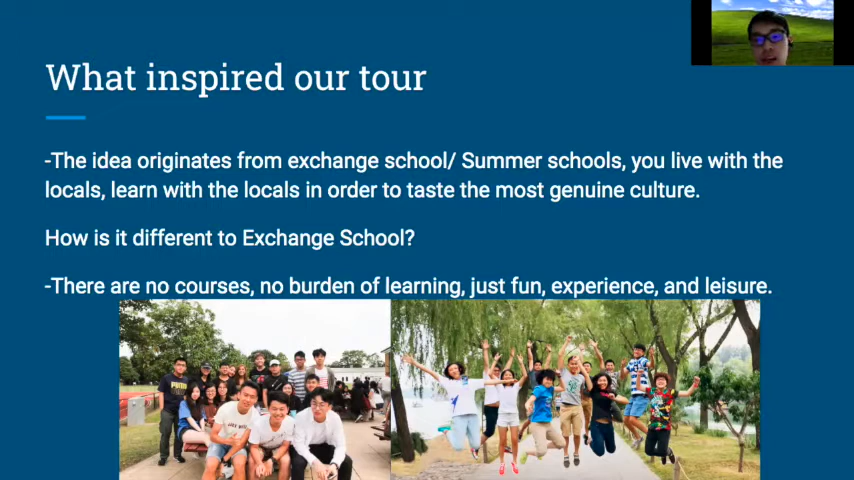 What inspired our tour
-The idea originates from exchange school/ Summer schools, you live with the
locals, learn with the locals in order to taste the most genuine culture.
How is it different to Exchange School?
-There are no courses, no burden of learning, just fun, experience, and leisure.
PUMA